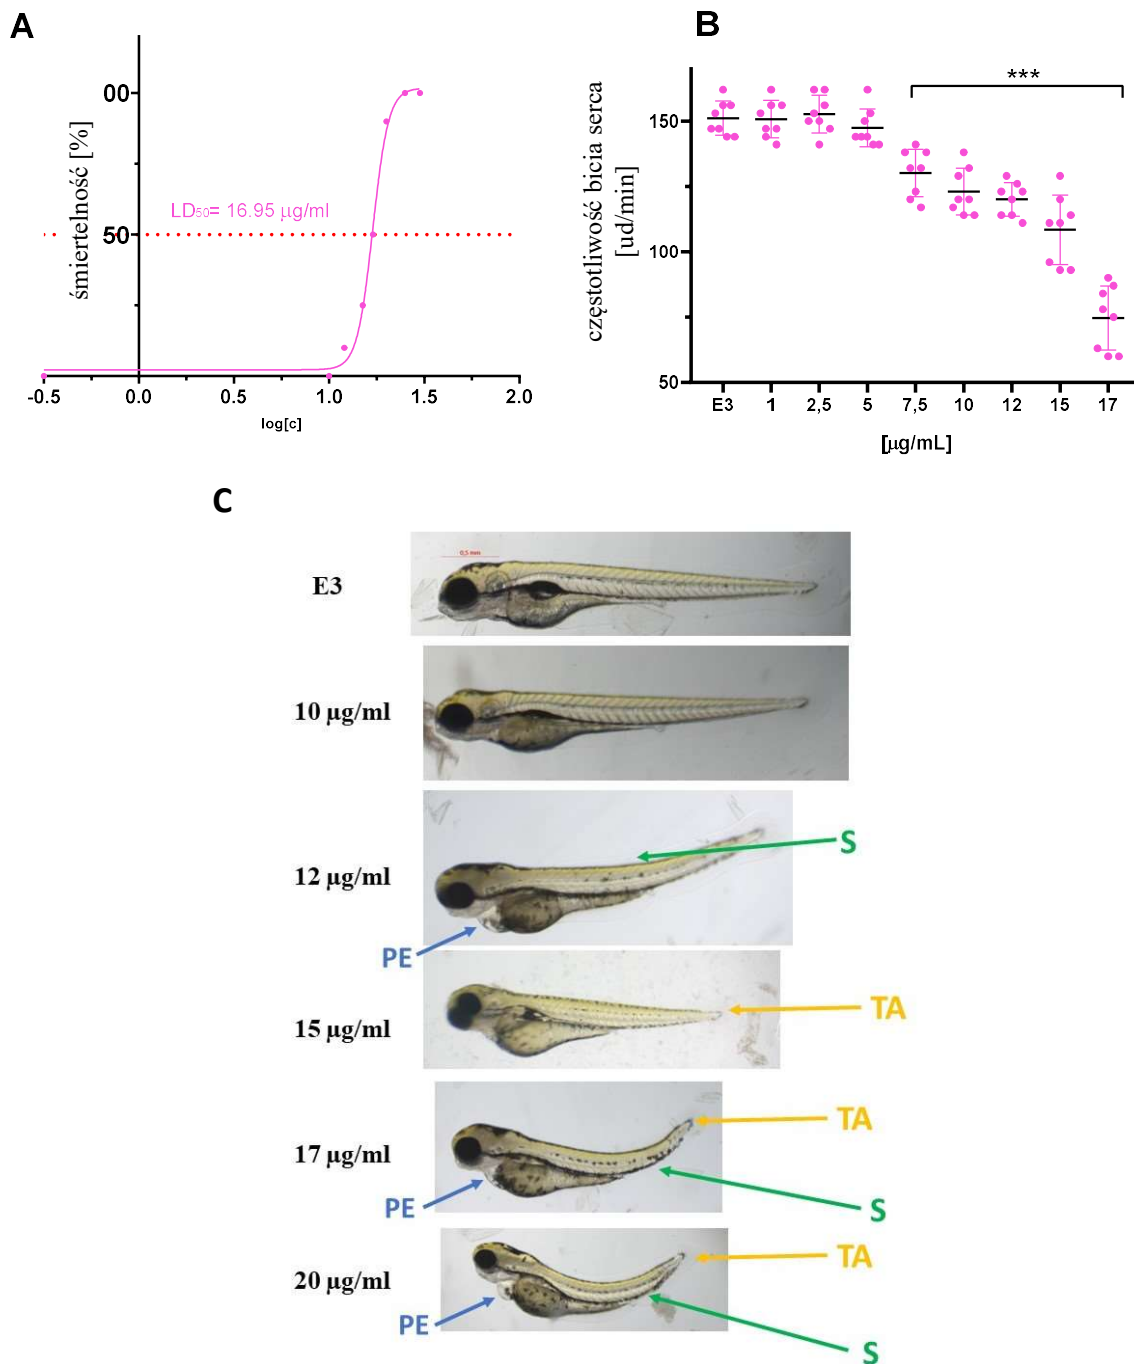 A
śmiertelność [%]
00
50
LD50= 16.95 µg/ml
-0.5 0.0 0.5 1.0 1.5 2.0
log[c]
B
częstotliwość bicia serca
[ud/min]
150
100
50
***
E3 1 2,5 5 7,5 10 12 15 17
[µg/mL]
C
E3
0,5 mm
10 µg/ml
12 µg/ml
S
PE
15 µg/ml
TA
17 µg/ml
TA
PE
S
20 µg/ml
TA
PE
S